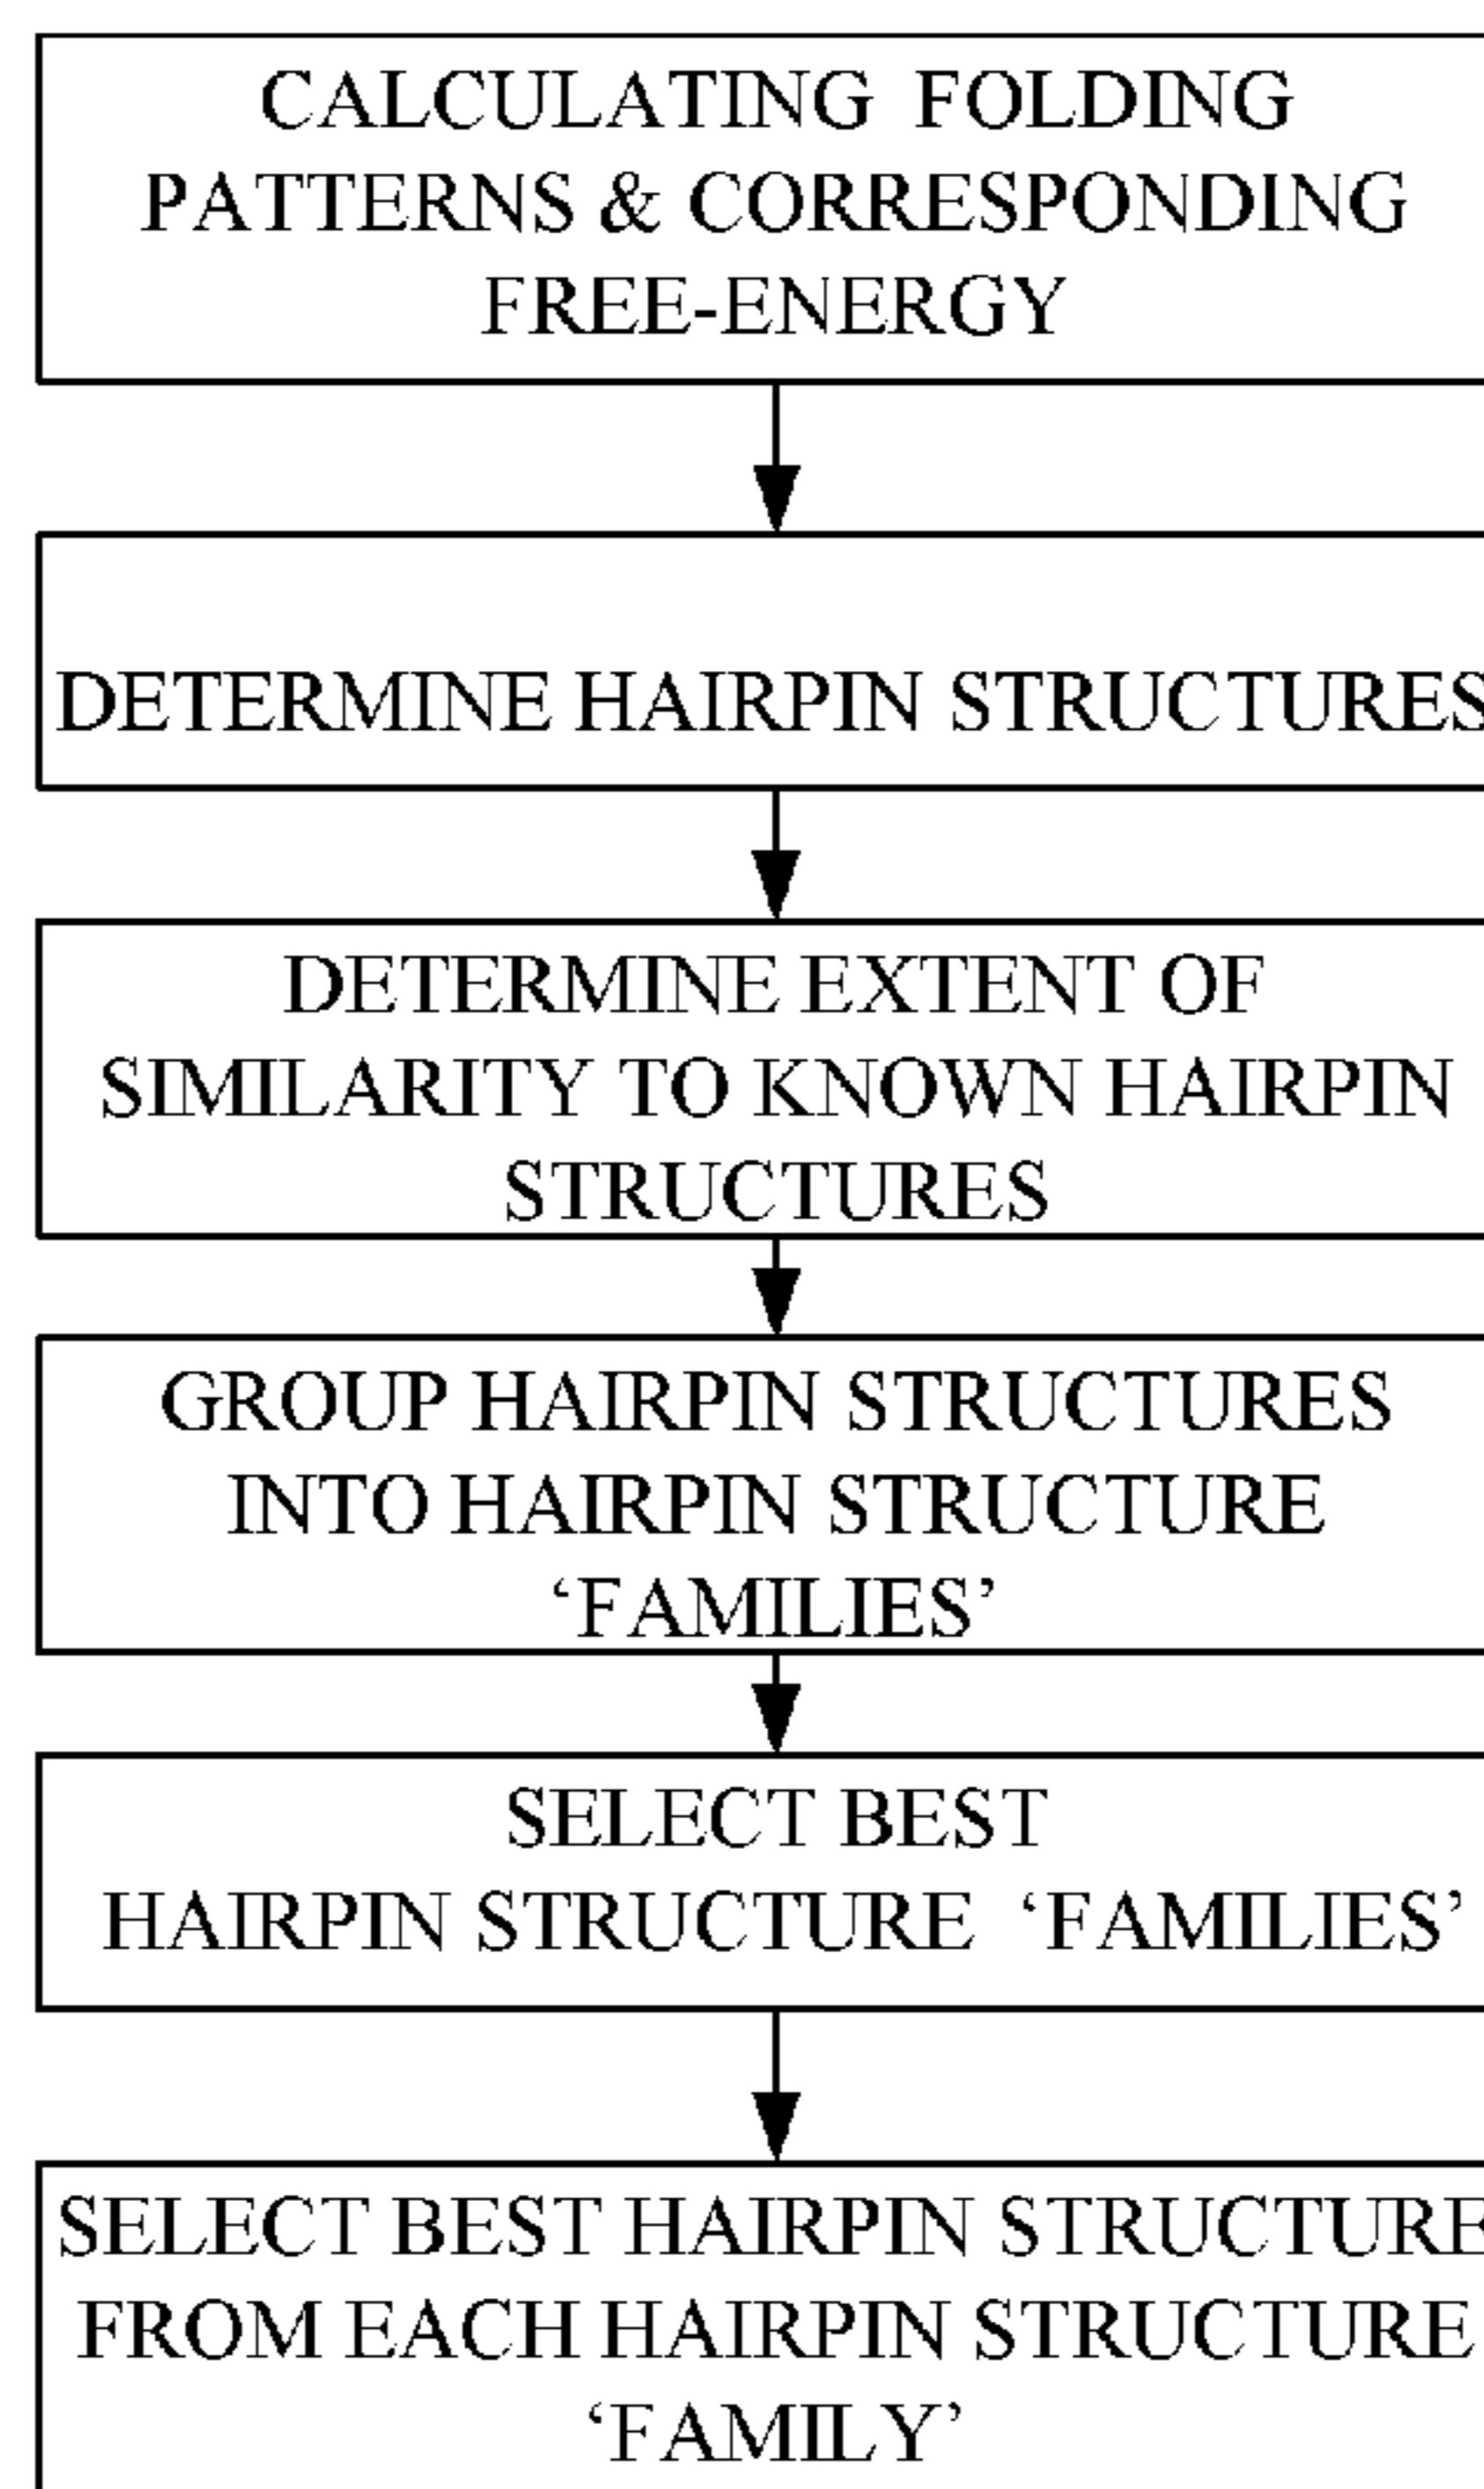 CALCULATING FOLDING
PATTERNS & CORRESPONDING
FREE-ENERGY
DETERMINE HAIRPIN STRUCTURES
DETERMINE EXTENT OF
SIMILARITY TO KNOWN HAIRPIN
STRUCTURES
GROUP HAIRPIN STRUCTURES
INTO HAIRPIN STRUCTURE
‘FAMILIES’
SELECT BEST
HAIRPIN STRUCTURE ‘FAMILIES’
SELECT BEST HAIRPIN STRUCTURE
FROM EACH HAIRPIN STRUCTURE
‘FAMILY’